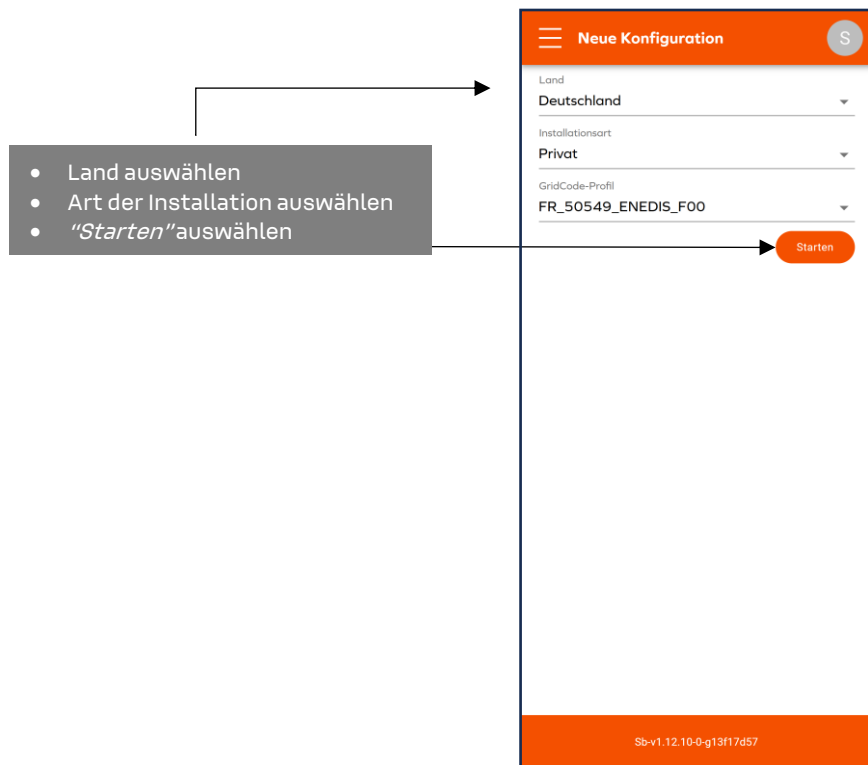 Neue Konfiguration
S
Land
Deutschland
Installationsart
Privat
GridCode-Profil
FR_50549_ENEDIS_F00
Starten
• Land auswählen
• Art der Installation auswählen
• "Starten" auswählen
Sb-v1.12.10-0-g13f17d57